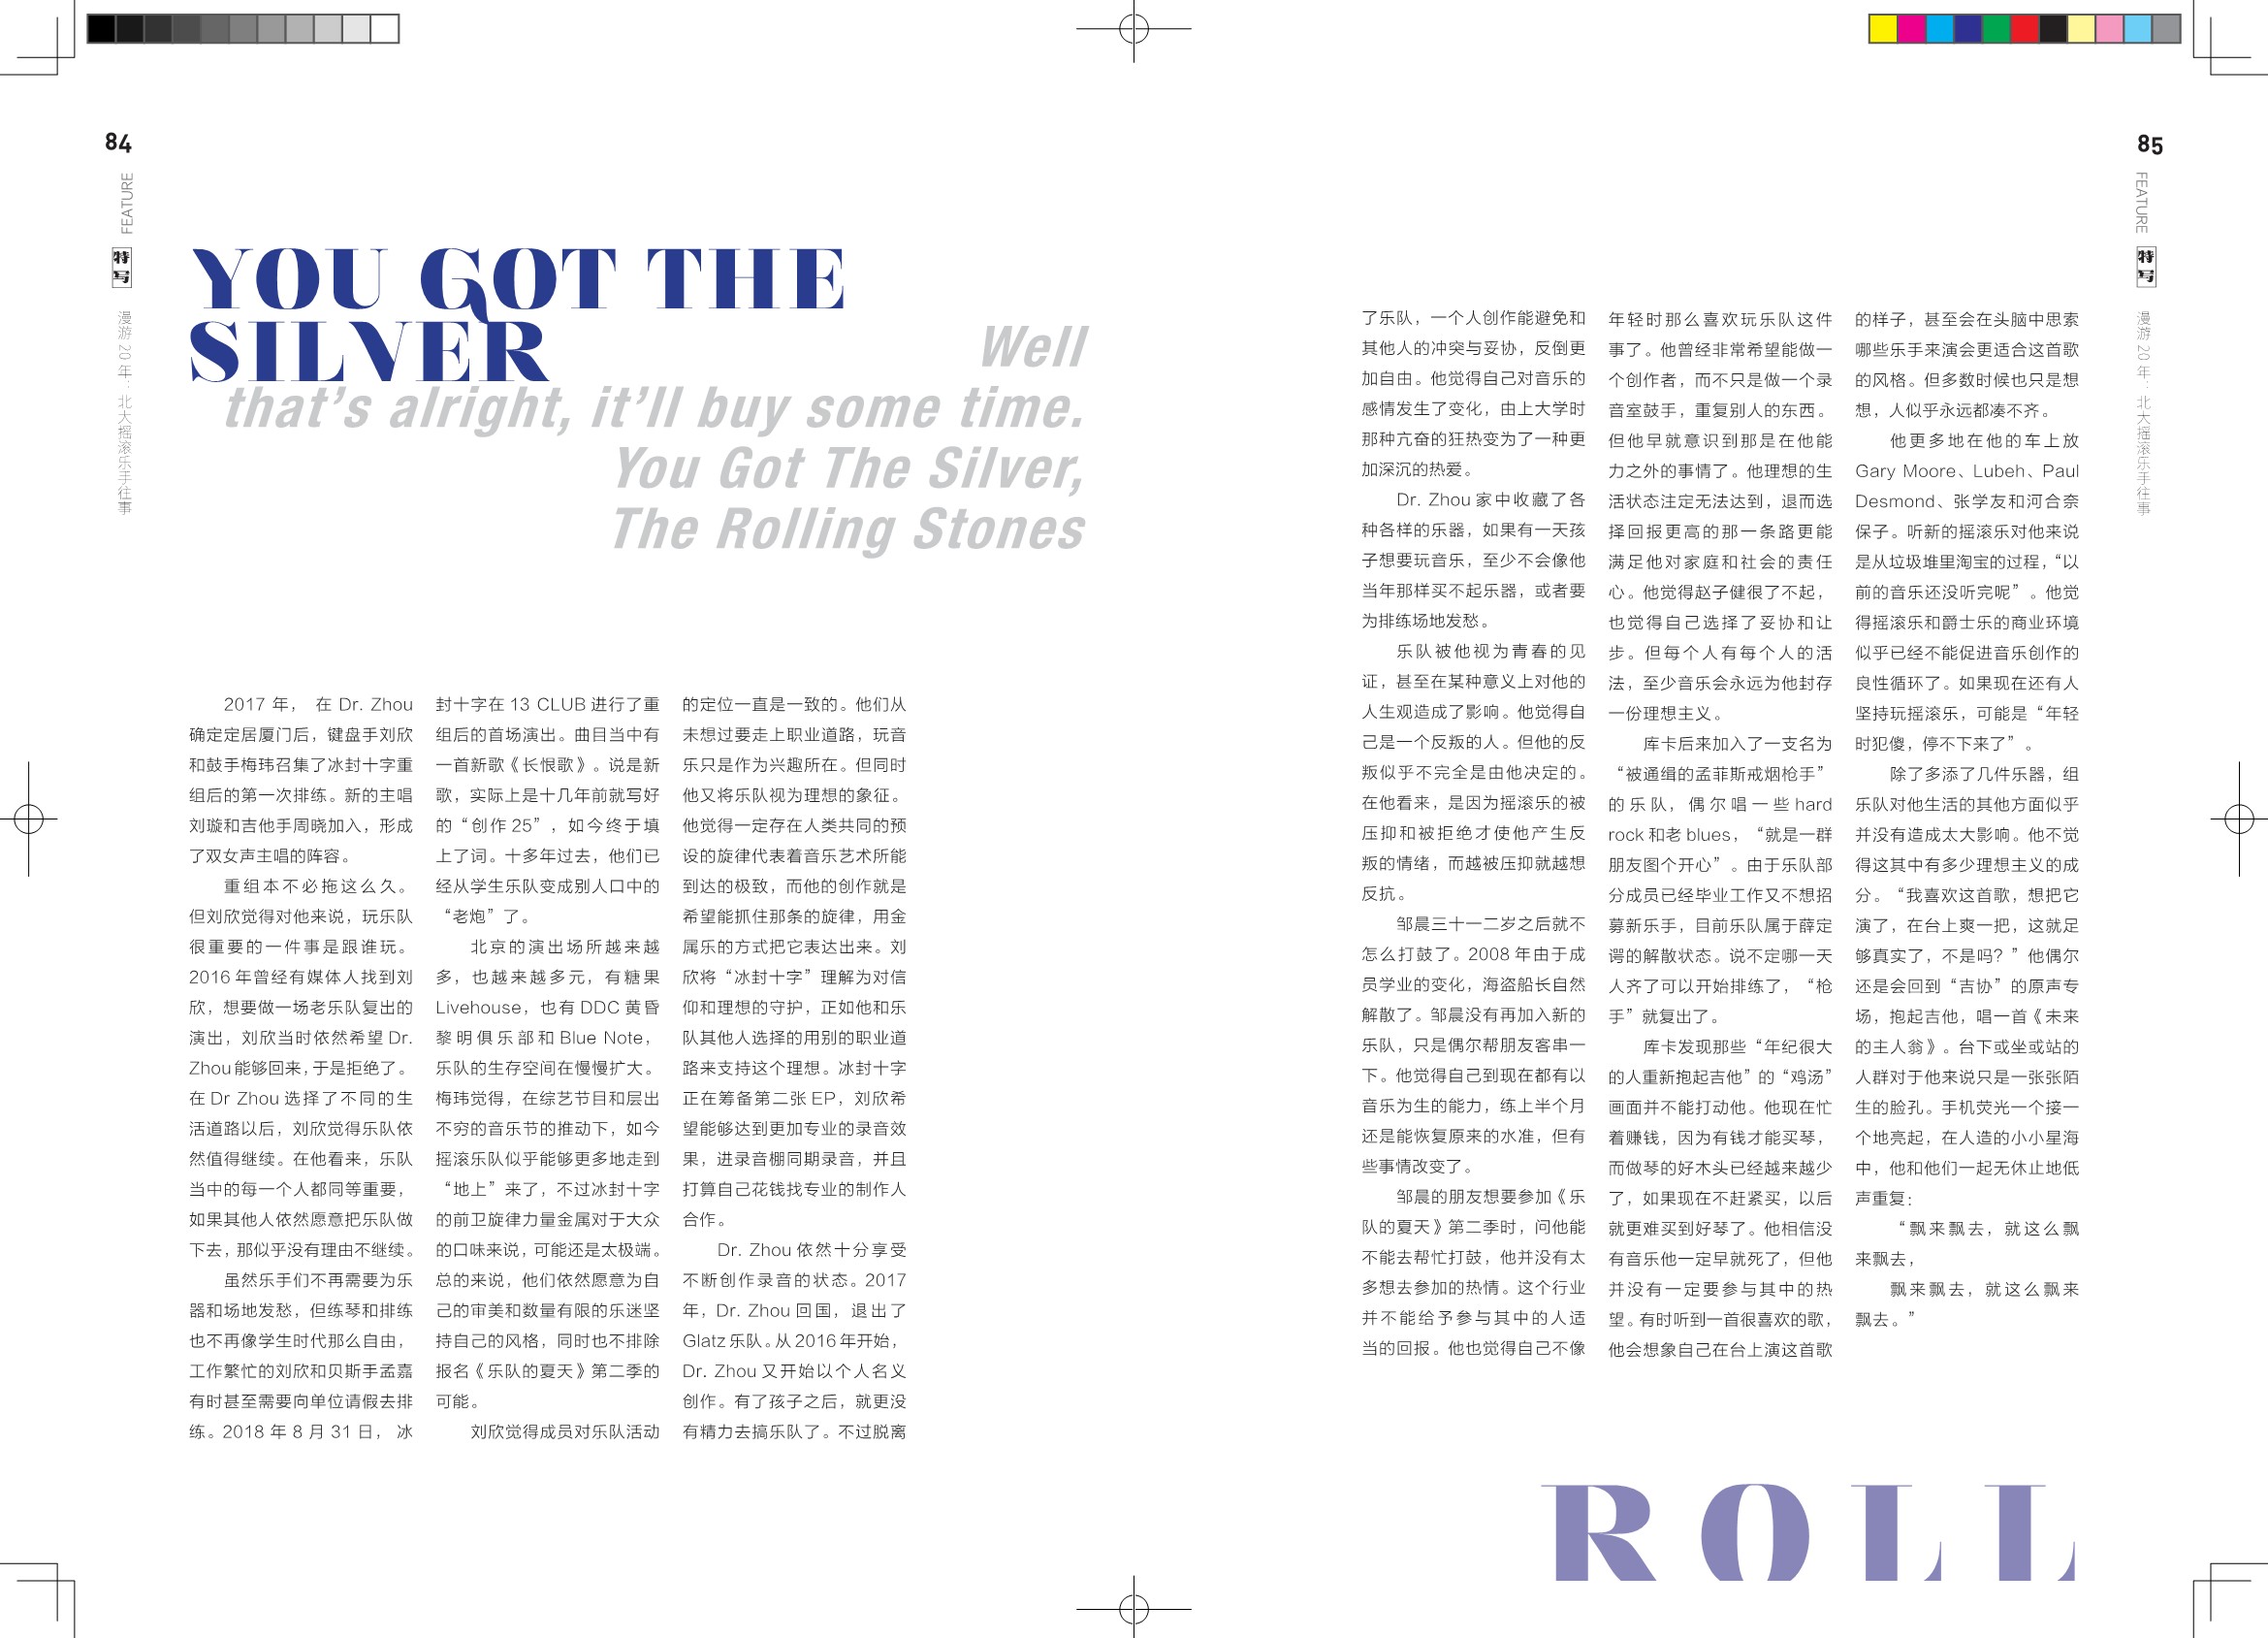 84
FEATURE
特写
漫游 20 年：北大摇滚乐手往事
YOU GOT THE
SILVER
Well
that’s alright, it’ll buy some time.
You Got The Silver,
The Rolling Stones
2017 年， 在 Dr. Zhou
确定定居厦门后，键盘手刘欣
和鼓手梅玮召集了冰封十字重
组后的第一次排练。新的主唱
刘璇和吉他手周晓加入，形成
了双女声主唱的阵容。
重组本不必拖这么久。
但刘欣觉得对他来说，玩乐队
很重要的一件事是跟谁玩。
2016 年曾经有媒体人找到刘
欣，想要做一场老乐队复出的
演出，刘欣当时依然希望 Dr.
Zhou 能够回来，于是拒绝了。
在 Dr Zhou 选择了不同的生
活道路以后，刘欣觉得乐队依
然值得继续。在他看来，乐队
当中的每一个人都同等重要，
如果其他人依然愿意把乐队做
下去，那似乎没有理由不继续。
虽然乐手们不再需要为乐
器和场地发愁，但练琴和排练
也不再像学生时代那么自由，
工作繁忙的刘欣和贝斯手孟嘉
有时甚至需要向单位请假去排
练。2018 年 8 月 31 日， 冰
封十字在 13 CLUB 进行了重
组后的首场演出。曲目当中有
一首新歌《长恨歌》。说是新
歌，实际上是十几年前就写好
的“创作 25”，如今终于填
上了词。十多年过去，他们已
经从学生乐队变成别人口中的
“老炮”了。
北京的演出场所越来越
多，也越来越多元，有糖果
Livehouse，也有 DDC 黄昏
黎明俱乐部和 Blue Note，
乐队的生存空间在慢慢扩大。
梅玮觉得，在综艺节目和层出
不穷的音乐节的推动下，如今
摇滚乐队似乎能够更多地走到
“地上”来了，不过冰封十字
的前卫旋律力量金属对于大众
的口味来说，可能还是太极端。
总的来说，他们依然愿意为自
己的审美和数量有限的乐迷坚
持自己的风格，同时也不排除
报名《乐队的夏天》第二季的
可能。
刘欣觉得成员对乐队活动
的定位一直是一致的。他们从
未想过要走上职业道路，玩音
乐只是作为兴趣所在。但同时
他又将乐队视为理想的象征。
他觉得一定存在人类共同的预
设的旋律代表着音乐艺术所能
到达的极致，而他的创作就是
希望能抓住那条的旋律，用金
属乐的方式把它表达出来。刘
欣将“冰封十字”理解为对信
仰和理想的守护，正如他和乐
队其他人选择的用别的职业道
路来支持这个理想。冰封十字
正在筹备第二张 EP，刘欣希
望能够达到更加专业的录音效
果，进录音棚同期录音，并且
打算自己花钱找专业的制作人
合作。
Dr. Zhou 依然十分享受
不断创作录音的状态。2017
年，Dr. Zhou 回国，退出了
Glatz 乐队。从 2016 年开始，
Dr. Zhou 又开始以个人名义
创作。有了孩子之后，就更没
有精力去搞乐队了。不过脱离
85
FEATURE
特写
漫游 20 年：北大摇滚乐手往事
了乐队，一个人创作能避免和
其他人的冲突与妥协，反倒更
加自由。他觉得自己对音乐的
感情发生了变化，由上大学时
那种亢奋的狂热变为了一种更
加深沉的热爱。
Dr. Zhou 家中收藏了各
种各样的乐器，如果有一天孩
子想要玩音乐，至少不会像他
当年那样买不起乐器，或者要
为排练场地发愁。
乐队被他视为青春的见
证，甚至在某种意义上对他的
人生观造成了影响。他觉得自
己是一个反叛的人。但他的反
叛似乎不完全是由他决定的。
在他看来，是因为摇滚乐的被
压抑和被拒绝才使他产生反
叛的情绪，而越被压抑就越想
反抗。
邹晨三十一二岁之后就不
怎么打鼓了。2008 年由于成
员学业的变化，海盗船长自然
解散了。邹晨没有再加入新的
乐队，只是偶尔帮朋友客串一
下。他觉得自己到现在都有以
音乐为生的能力，练上半个月
还是能恢复原来的水准，但有
些事情改变了。
邹晨的朋友想要参加《乐
队的夏天》第二季时，问他能
不能去帮忙打鼓，他并没有太
多想去参加的热情。这个行业
并不能给予参与其中的人适
当的回报。他也觉得自己不像
年轻时那么喜欢玩乐队这件
事了。他曾经非常希望能做一
个创作者，而不只是做一个录
音室鼓手，重复别人的东西。
但他早就意识到那是在他能
力之外的事情了。他理想的生
活状态注定无法达到，退而选
择回报更高的那一条路更能
满足他对家庭和社会的责任
心。他觉得赵子健很了不起，
也觉得自己选择了妥协和让
步。但每个人有每个人的活
法，至少音乐会永远为他封存
一份理想主义。
库卡后来加入了一支名为
“被通缉的孟菲斯戒烟枪手”
的乐队，偶尔唱一些 hard
rock 和老 blues，“就是一群
朋友图个开心”。由于乐队部
分成员已经毕业工作又不想招
募新乐手，目前乐队属于薛定
谔的解散状态。说不定哪一天
人齐了可以开始排练了，“枪
手”就复出了。
库卡发现那些“年纪很大
的人重新抱起吉他”的“鸡汤”
画面并不能打动他。他现在忙
着赚钱，因为有钱才能买琴，
而做琴的好木头已经越来越少
了，如果现在不赶紧买，以后
就更难买到好琴了。他相信没
有音乐他一定早就死了，但他
并没有一定要参与其中的热
望。有时听到一首很喜欢的歌，
他会想象自己在台上演这首歌
的样子，甚至会在头脑中思索
哪些乐手来演会更适合这首歌
的风格。但多数时候也只是想
想，人似乎永远都凑不齐。
他更多地在他的车上放
Gary Moore、Lubeh、Paul
Desmond、张学友和河合奈
保子。听新的摇滚乐对他来说
是从垃圾堆里淘宝的过程，“以
前的音乐还没听完呢”。他觉
得摇滚乐和爵士乐的商业环境
似乎已经不能促进音乐创作的
良性循环了。如果现在还有人
坚持玩摇滚乐，可能是“年轻
时犯傻，停不下来了”。
除了多添了几件乐器，组
乐队对他生活的其他方面似乎
并没有造成太大影响。他不觉
得这其中有多少理想主义的成
分。“我喜欢这首歌，想把它
演了，在台上爽一把，这就足
够真实了，不是吗？”他偶尔
还是会回到“吉协”的原声专
场，抱起吉他，唱一首《未来
的主人翁》。台下或坐或站的
人群对于他来说只是一张张陌
生的脸孔。手机荧光一个接一
个地亮起，在人造的小小星海
中，他和他们一起无休止地低
声重复：
“飘来飘去，就这么飘
来飘去，
飘来飘去，就这么飘来
飘去。”
ROLL